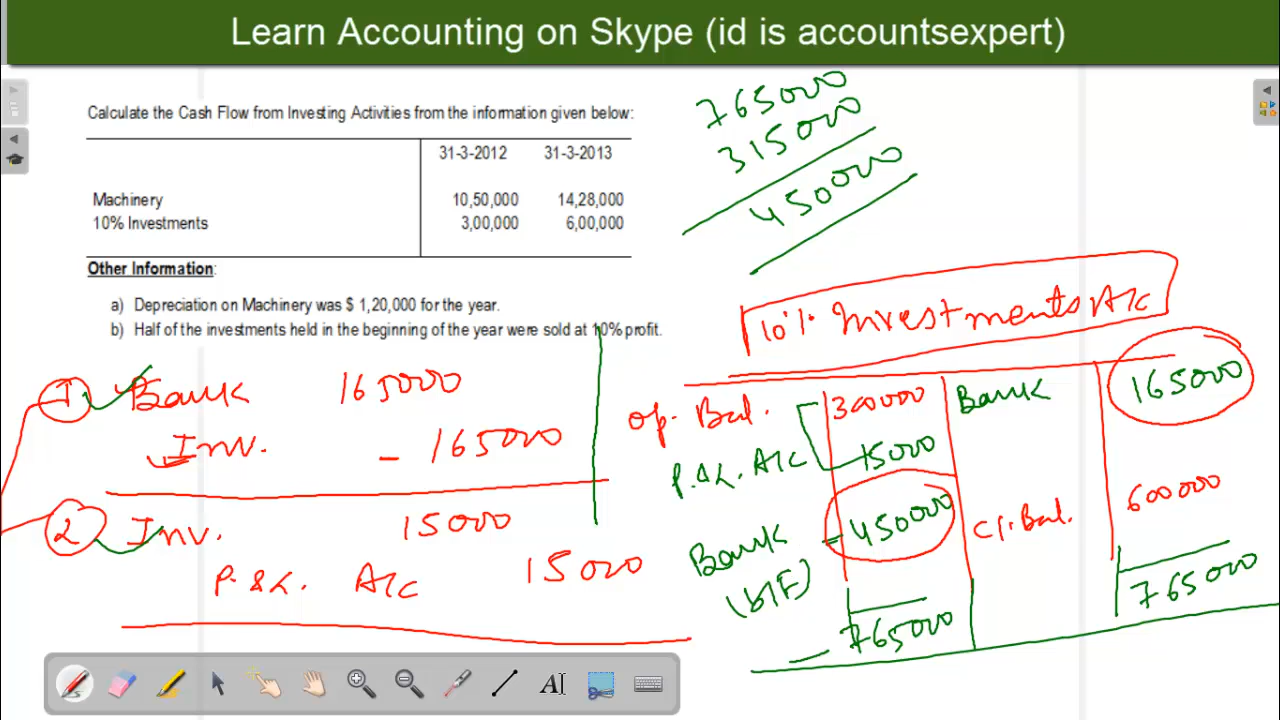 Learn Accounting on Skype (id is accountsexpert)
Calculate the Cash Flow from Investing Activities from the information given below:
31-3-2012 31-3-2013
Machinery 10,50,000 14,28,000
10% Investments 3,00,000 6,00,000
Other Information:
a) Depreciation on Machinery was $ 1,20,000 for the year.
b) Half of the investments held in the beginning of the year were sold at 10% profit.
765000
315000
450000
10% Investments A/c
Op. Bal. 300000 Bank 165000
P.&L. A/c 15000
Bank (b/F) - 450000 Cl. Bal. 600000
765000 765000
1 Bank 165000
Inv. - 165000
2 Inv. 15000
P.&L. A/c 15000
AI